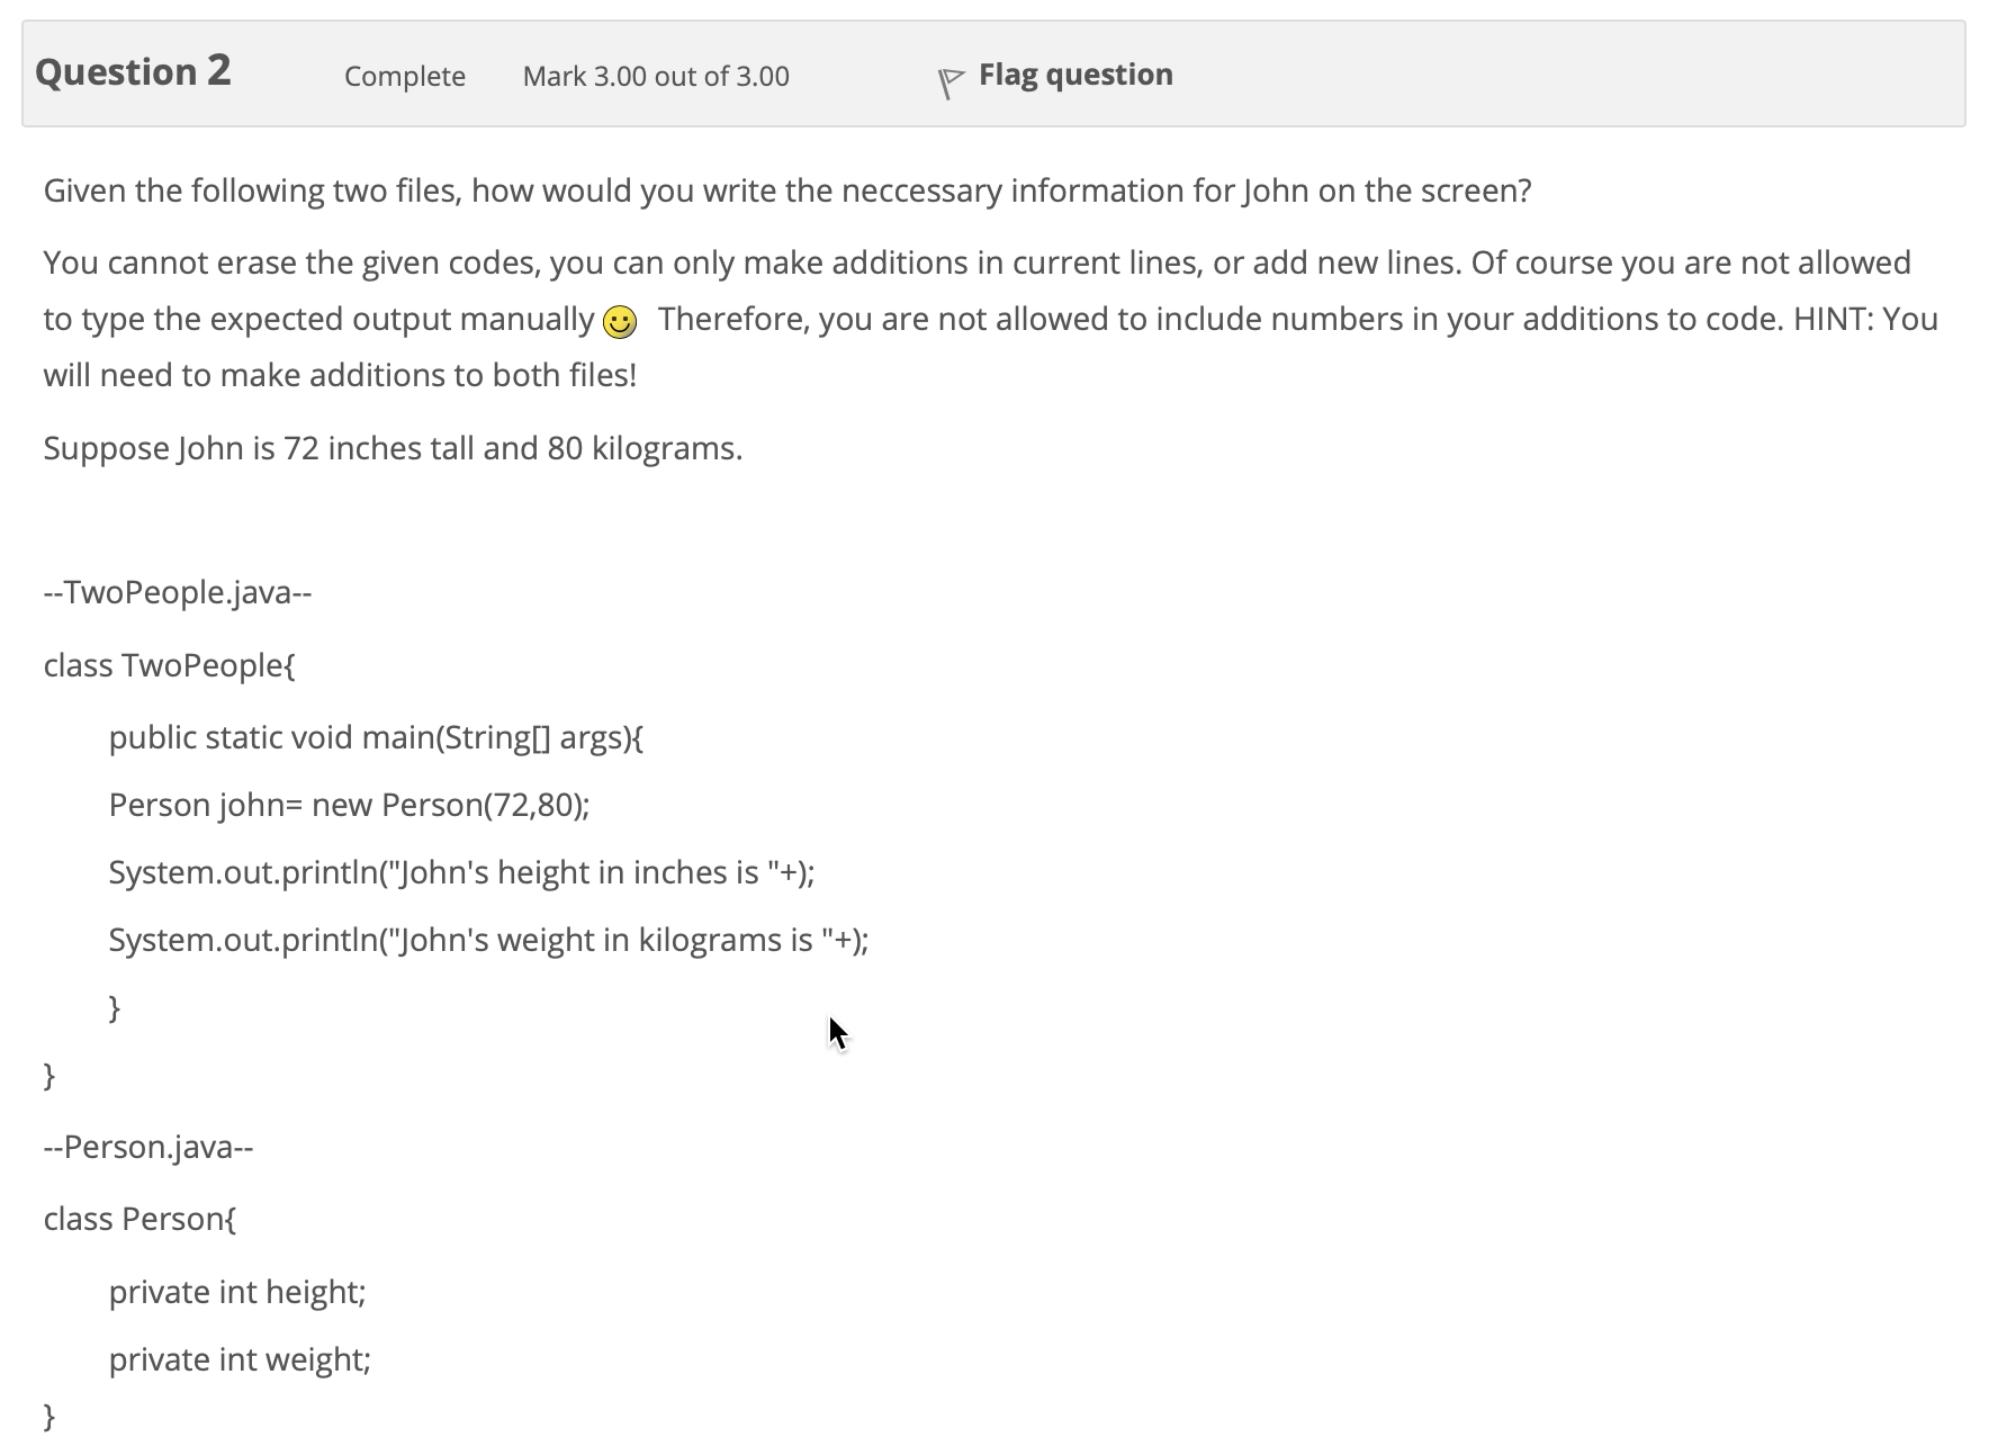 Question 2 Complete Mark 3.00 out of 3.00 Flag question
Given the following two files, how would you write the neccessary information for John on the screen?
You cannot erase the given codes, you can only make additions in current lines, or add new lines. Of course you are not allowed
to type the expected output manually Therefore, you are not allowed to include numbers in your additions to code. HINT: You
will need to make additions to both files!
Suppose John is 72 inches tall and 80 kilograms.
--TwoPeople.java--
class TwoPeople{
public static void main(String[] args){
Person john= new Person(72,80);
System.out.println("John's height in inches is "+);
System.out.println("John's weight in kilograms is "+);
}
}
--Person.java--
class Person{
private int height;
private int weight;
}